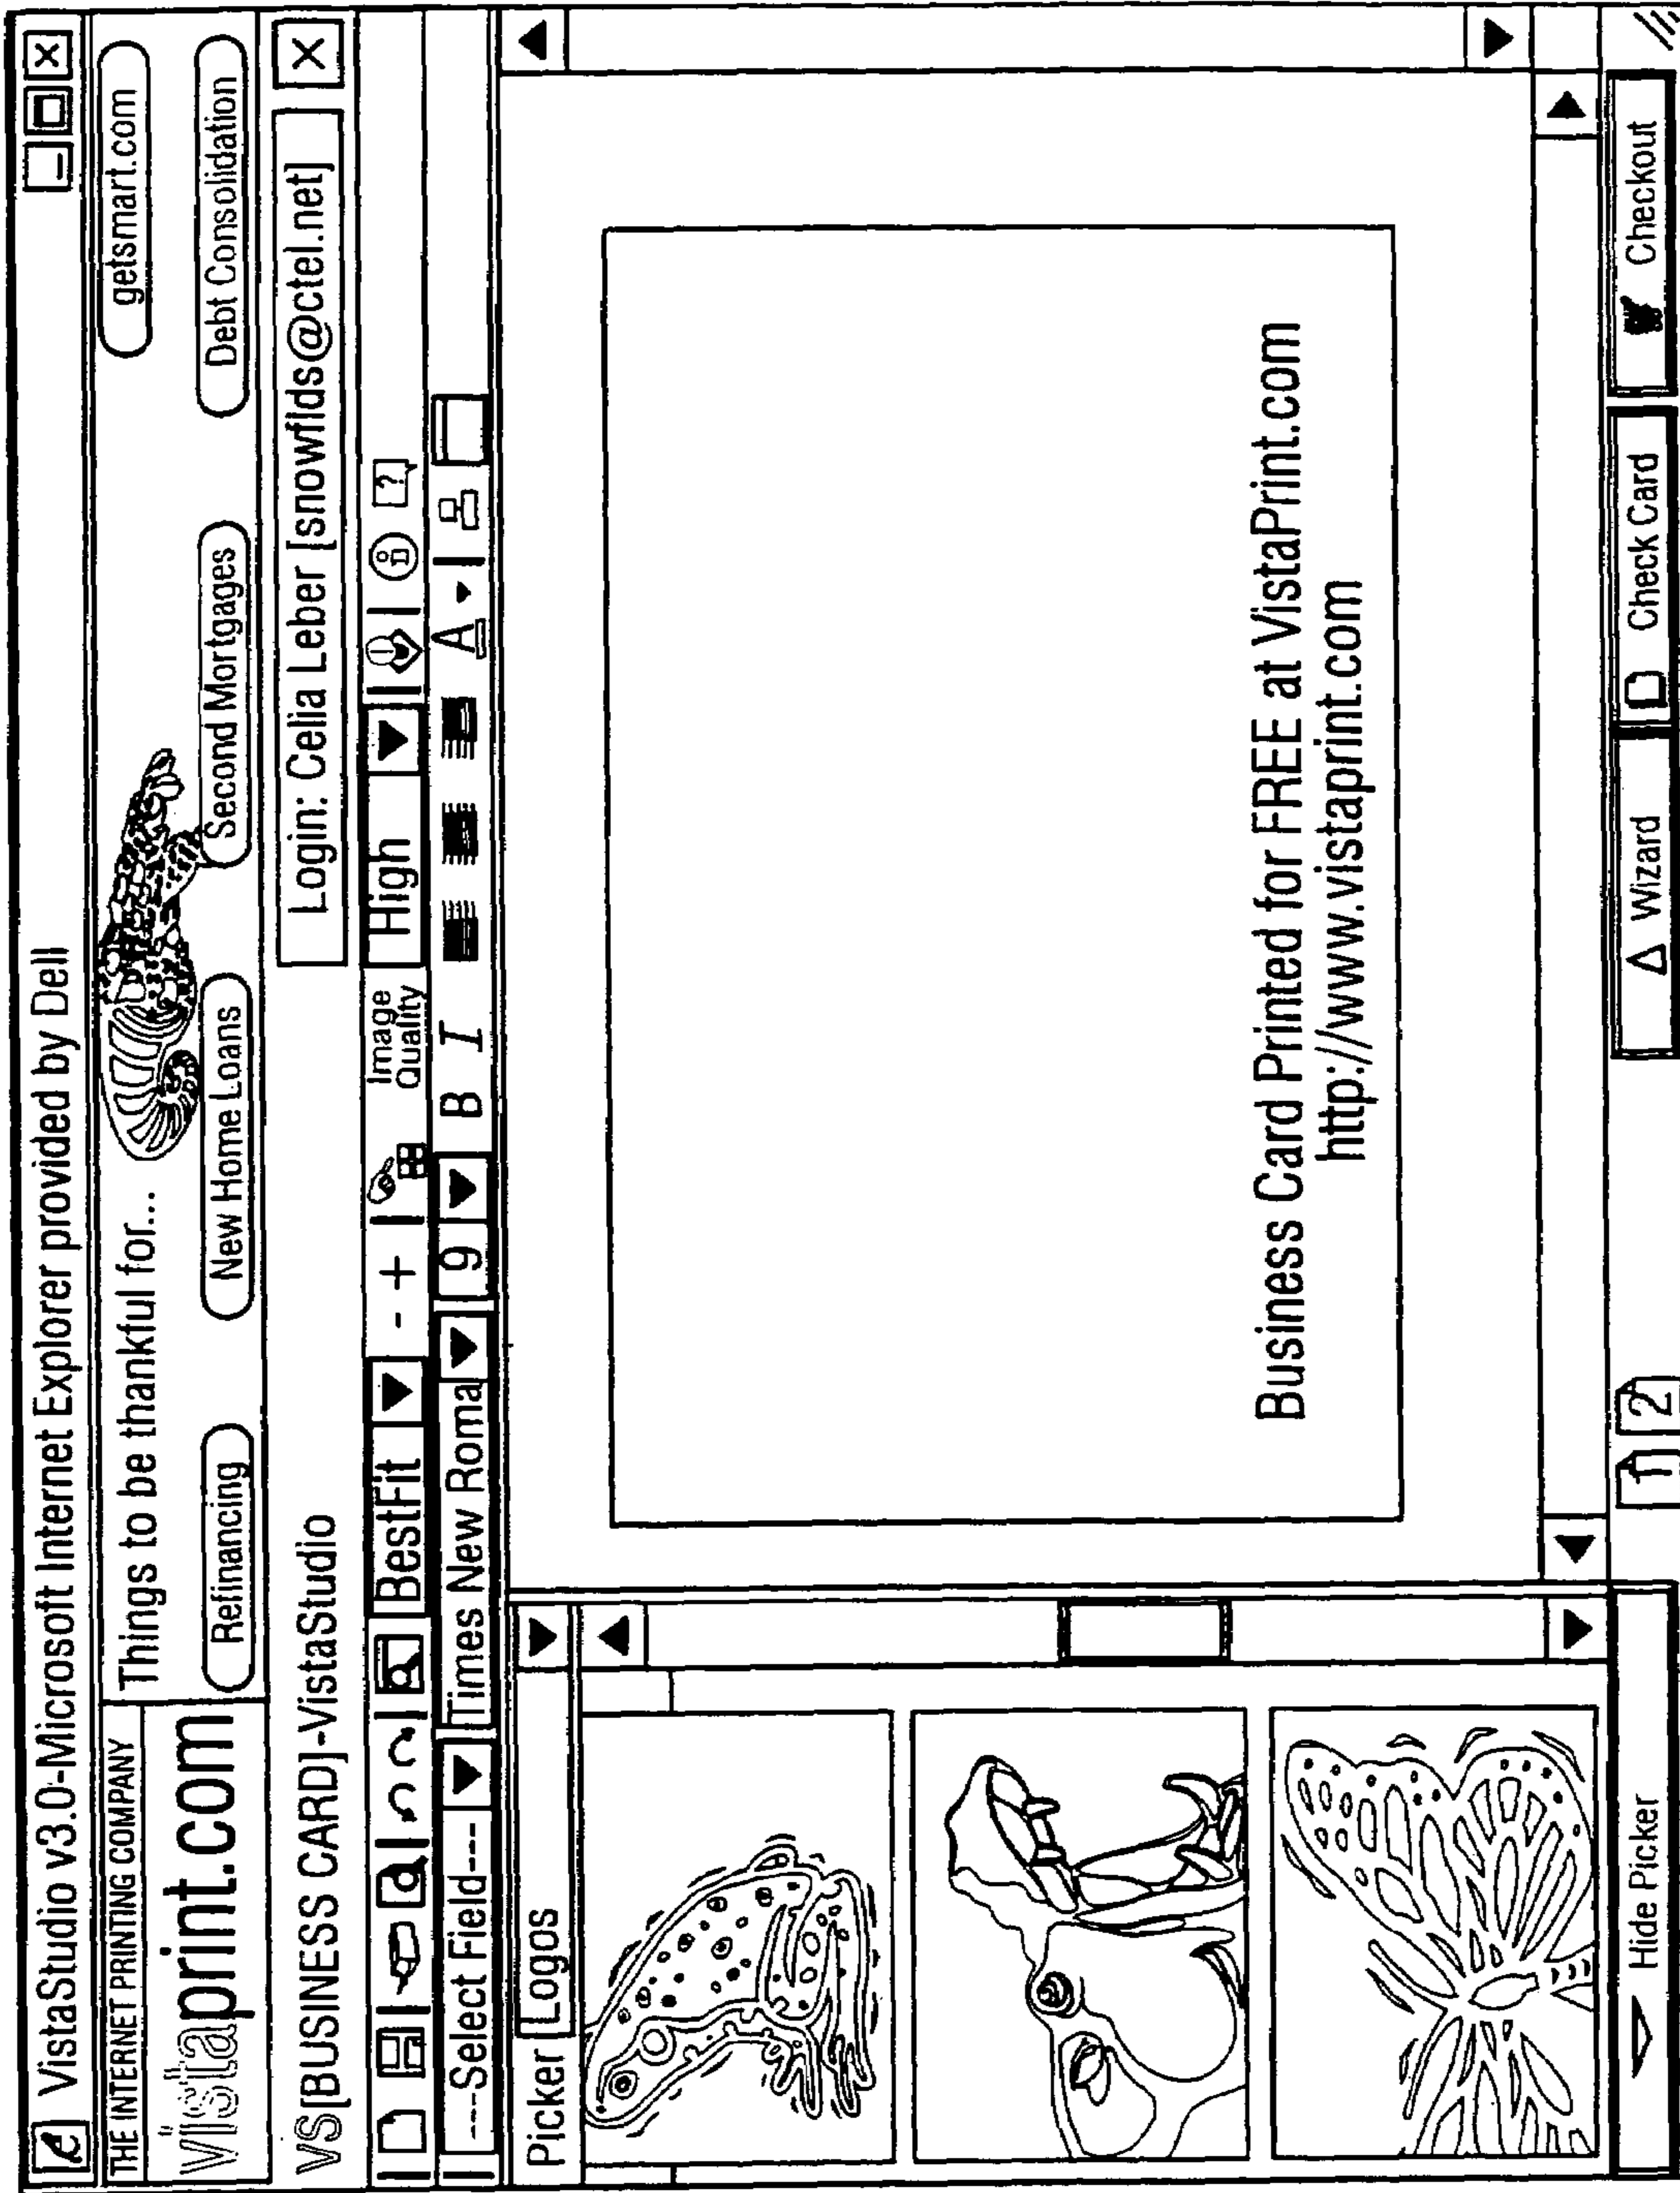 VistaStudio v3.0-Microsoft Internet Explorer provided by Dell
THE INTERNET PRINTING COMPANY
vistaprint.com
Things to be thankful for...
getsmart.com
Refinancing
New Home Loans
Second Mortgages
Debt Consolidation
VS[BUSINESS CARD]-VistaStudio
Login: Celia Leber [snowflds@ctel.net]
BestFit
- +
Image
Quality
High
?
----Select Field----
Times New Roma
9
B I
A
Picker Logos
Business Card Printed for FREE at VistaPrint.com
http://www.vistaprint.com
Hide Picker
1 2
Wizard
Check Card
Checkout